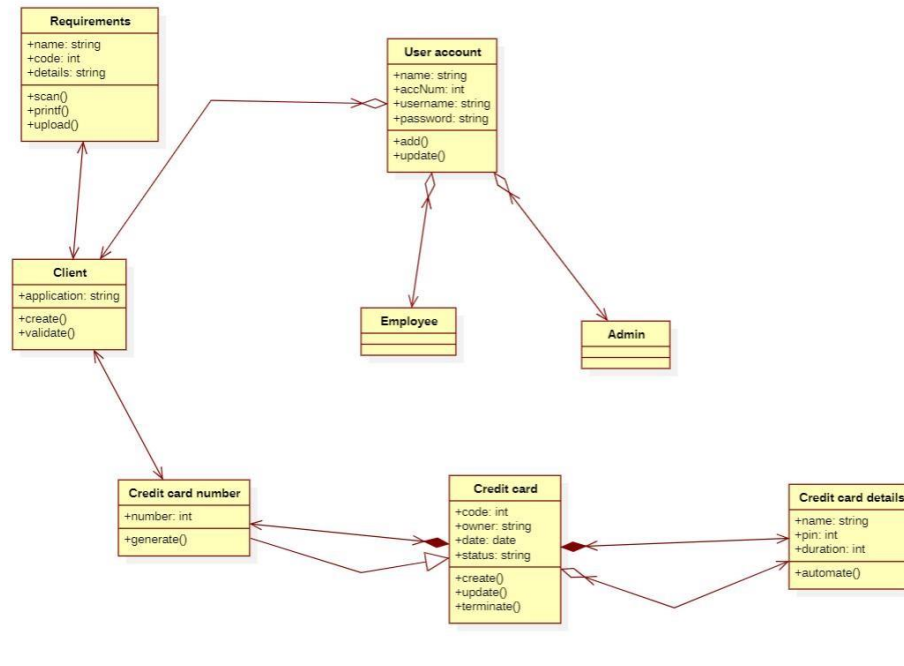 Requirements
+name: string
+code: int
+details: string
+scan()
+printf()
+upload()
User account
+name: string
+accNum: int
+username: string
+password: string
+add()
+update()
Client
+application: string
+create()
+validate()
Employee
Admin
Credit card number
+number: int
+generate()
Credit card
+code: int
+owner: string
+date: date
+status: string
+create()
+update()
+terminate()
Credit card details
+name: string
+pin: int
+duration: int
+automate()